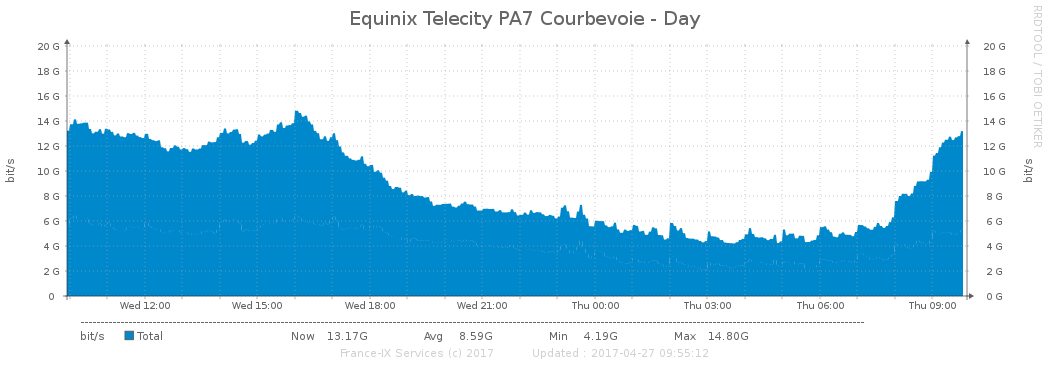 Equinix Telecity PA7 Courbevoie - Day
RRDTOOL / TOBI OETIKER
20 G 20 G
18 G 18 G
16 G 16 G
14 G 14 G
12 G 12 G
10 G 10 G
8 G 8 G
6 G 6 G
4 G 4 G
2 G 2 G
0 0 G
bit/s bit/s
Wed 12:00 Wed 15:00 Wed 18:00 Wed 21:00 Thu 00:00 Thu 03:00 Thu 06:00 Thu 09:00
bit/s Total Now 13.17G Avg 8.59G Min 4.19G Max 14.80G
France-IX Services (c) 2017 Updated : 2017-04-27 09:55:12